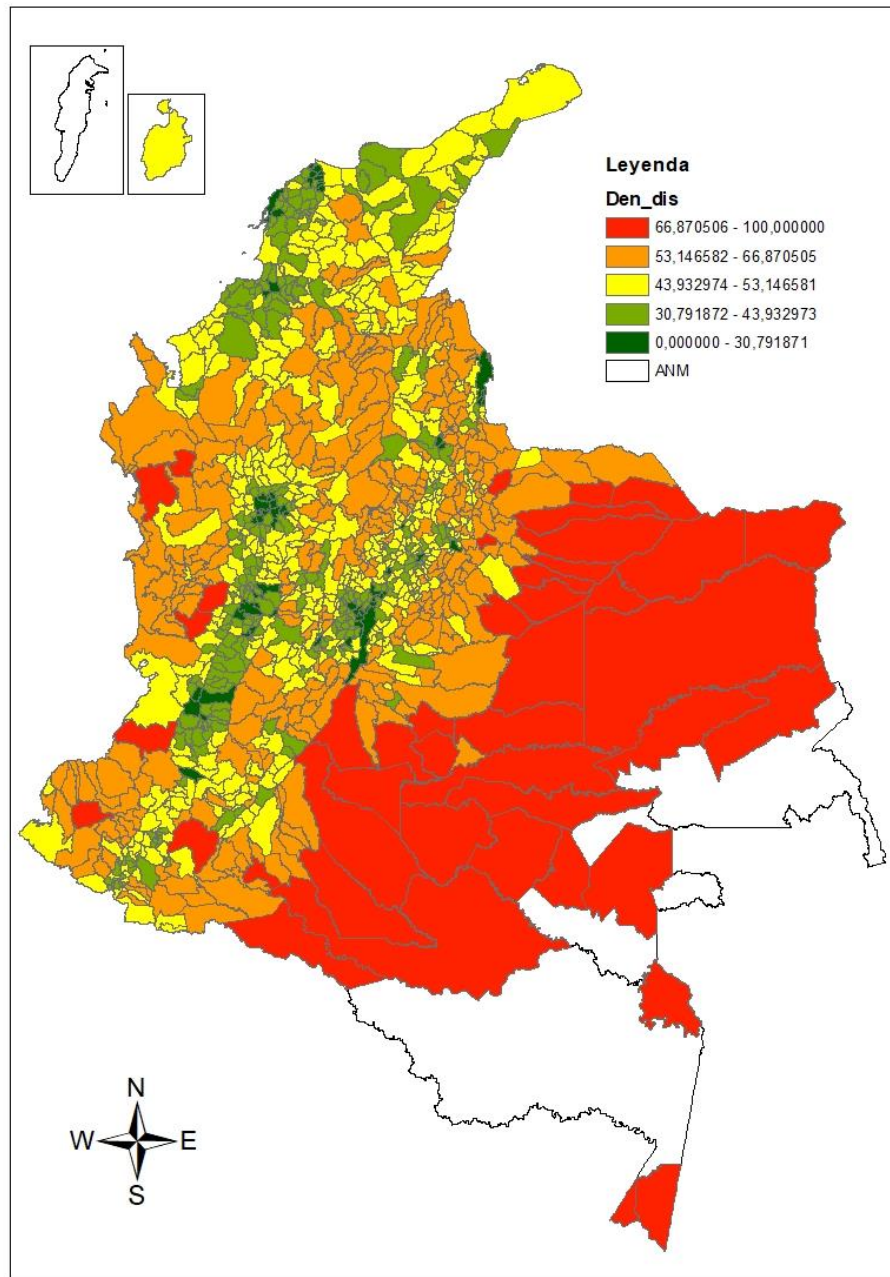 Leyenda
Den_dis
66,870506 - 100,000000
53,146582 - 66,870505
43,932974 - 53,146581
30,791872 - 43,932973
0,000000 - 30,791871
ANM
N
W E
S